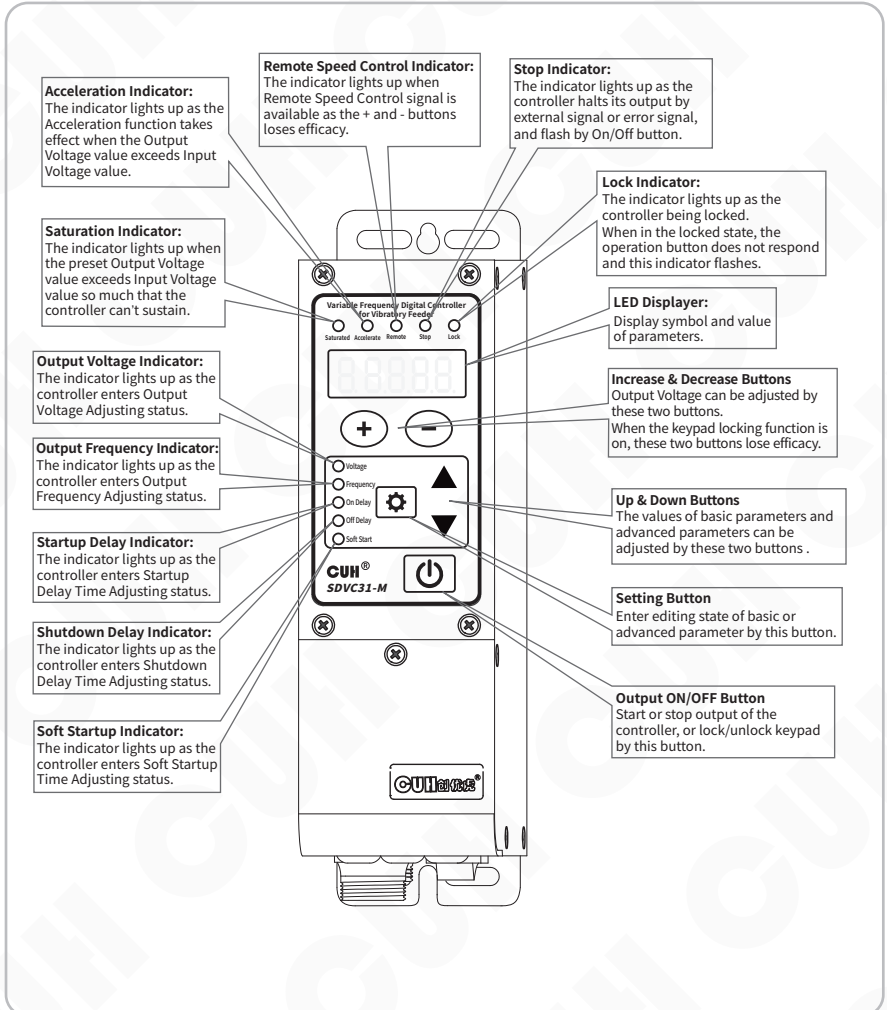 Remote Speed Control Indicator:
The indicator lights up when
Remote Speed Control signal is
available as the + and - buttons
loses efficacy.
Stop Indicator:
The indicator lights up as the
controller halts its output by
external signal or error signal,
and flash by On/Off button.
Acceleration Indicator:
The indicator lights up as the
Acceleration function takes
effect when the Output
Voltage value exceeds Input
Voltage value.
Lock Indicator:
The indicator lights up as the
controller being locked.
When in the locked state, the
operation button does not respond
and this indicator flashes.
Saturation Indicator:
The indicator lights up when
the preset Output Voltage
value exceeds Input Voltage
value so much that the
controller can't sustain.
LED Displayer:
Display symbol and value
of parameters.
Output Voltage Indicator:
The indicator lights up as the
controller enters Output
Voltage Adjusting status.
Increase & Decrease Buttons
Output Voltage can be adjusted by
these two buttons.
When the keypad locking function is
on, these two buttons lose efficacy.
Output Frequency Indicator:
The indicator lights up as the
controller enters Output
Frequency Adjusting status.
Up & Down Buttons
The values of basic parameters and
advanced parameters can be
adjusted by these two buttons .
Startup Delay Indicator:
The indicator lights up as the
controller enters Startup
Delay Time Adjusting status.
Setting Button
Enter editing state of basic or
advanced parameter by this button.
Shutdown Delay Indicator:
The indicator lights up as the
controller enters Shutdown
Delay Time Adjusting status.
Output ON/OFF Button
Start or stop output of the
controller, or lock/unlock keypad
by this button.
Soft Startup Indicator:
The indicator lights up as the
controller enters Soft Startup
Time Adjusting status.
Variable Frequency Digital Controller
for Vibratory Feeder
Saturated Accelerate Remote Stop Lock
88888
+ −
Voltage
Frequency
On Delay
Off Delay
Soft Start
CUH®
SDVC31-M
CUH创优虎®
CUH